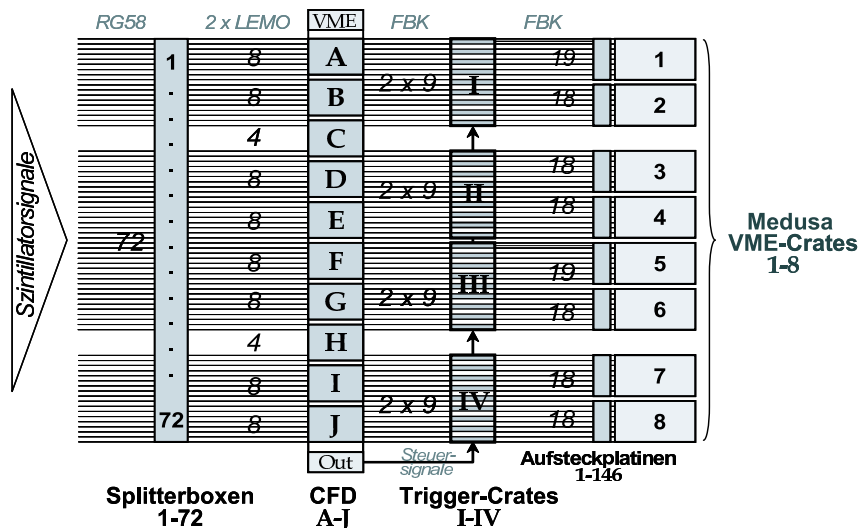 RG58
2 x LEMO
VME
FBK
FBK
Szintillatorsignale
1
72
72
8
8
4
8
8
8
8
4
8
8
A
B
C
D
E
F
G
H
I
J
Out
2 x 9
2 x 9
2 x 9
2 x 9
I
II
III
IV
Steuer-
signale
19
18
18
18
19
18
18
18
1
2
3
4
5
6
7
8
Medusa
VME-Crates
1-8
Aufsteckplatinen
1-146
Splitterboxen
1-72
CFD
A-J
Trigger-Crates
I-IV